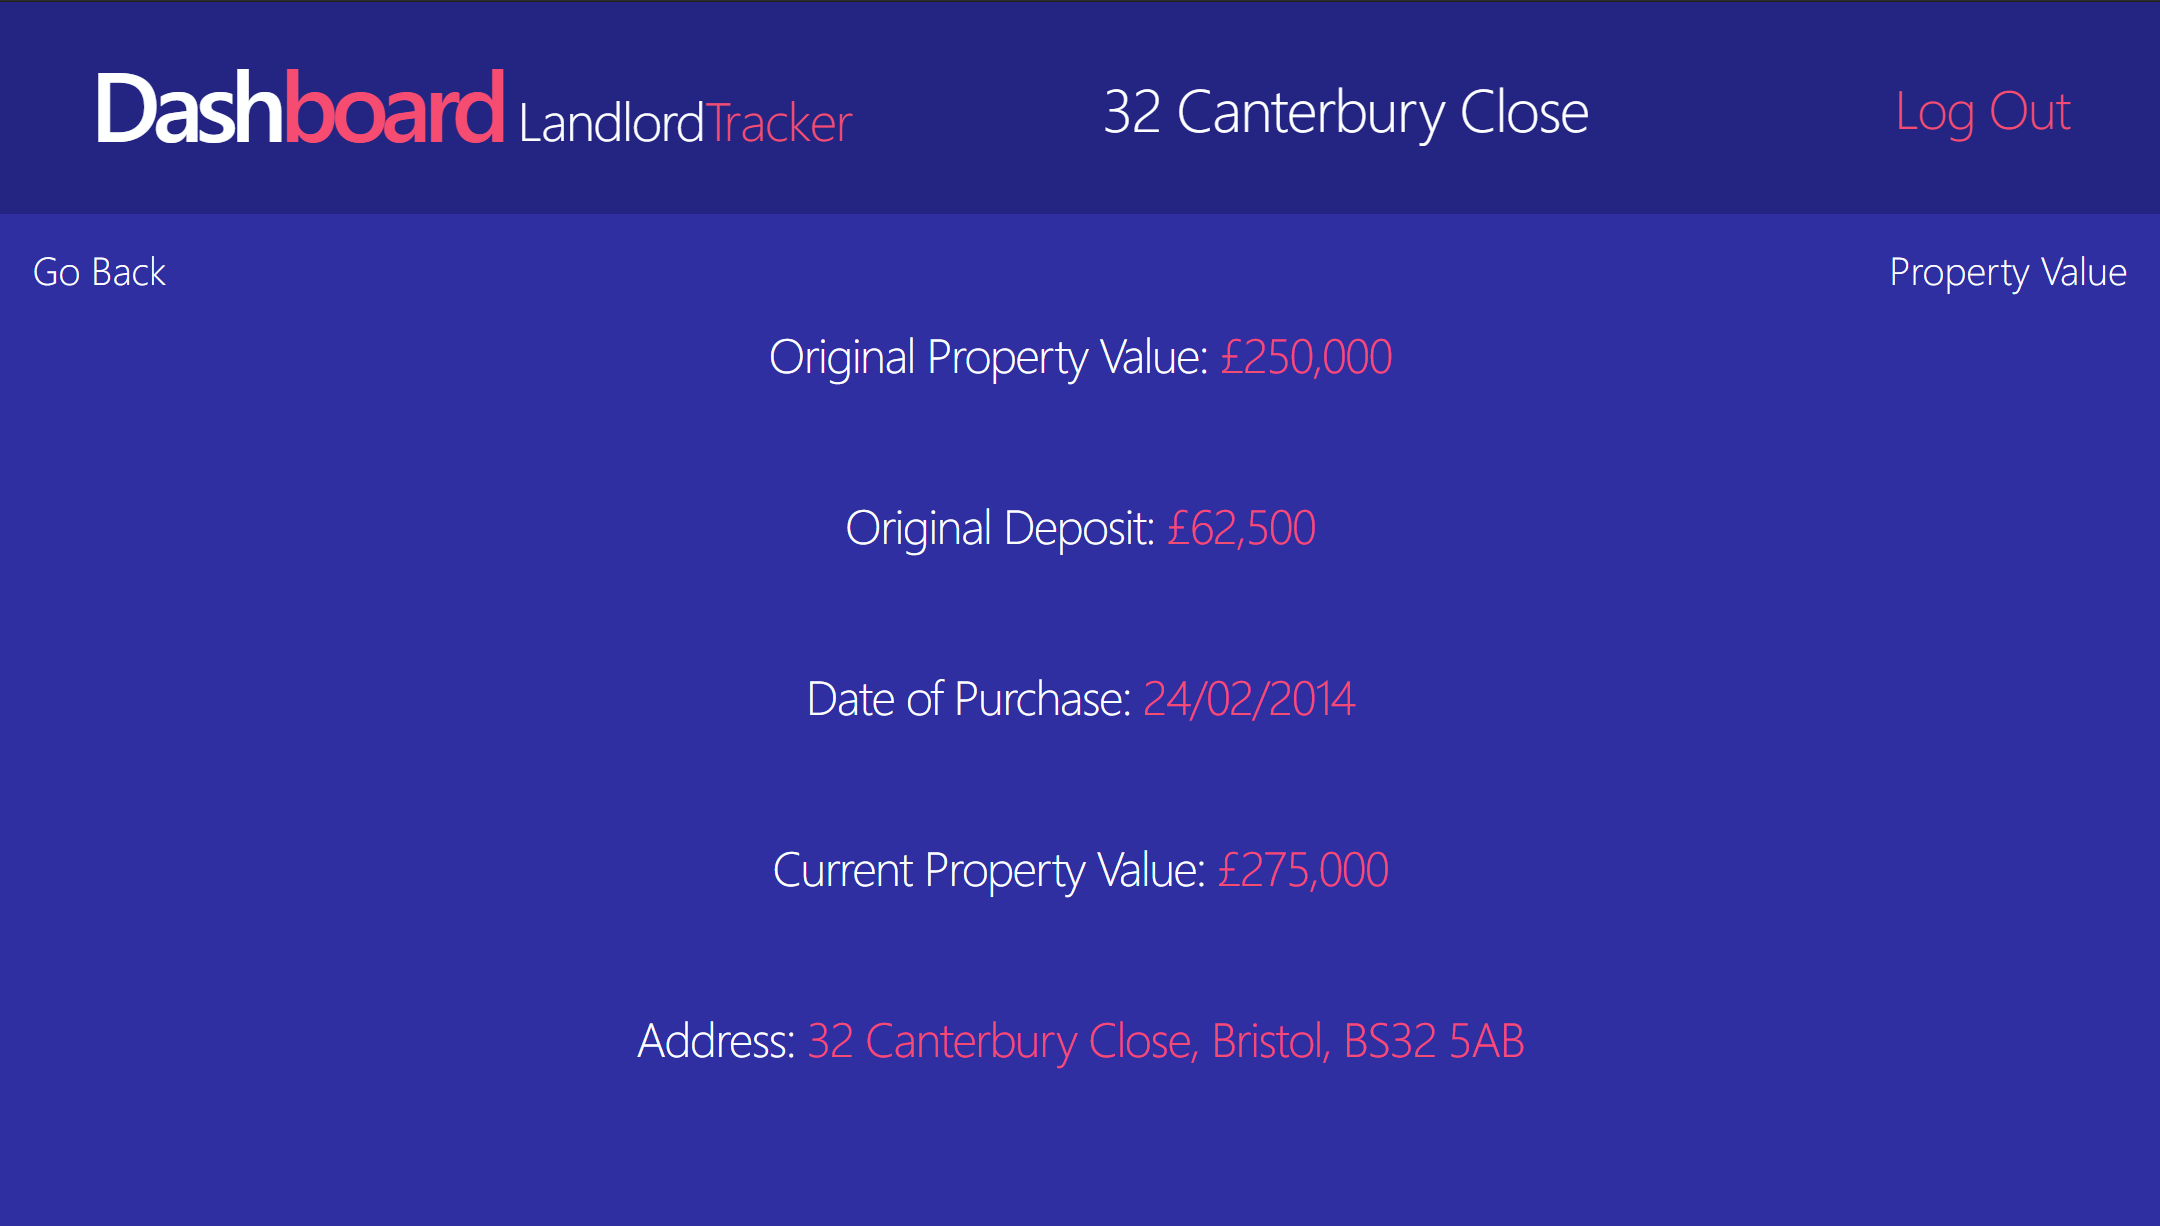 Dashboard LandlordTracker 32 Canterbury Close Log Out
Go Back Property Value
Original Property Value: £250,000
Original Deposit: £62,500
Date of Purchase: 24/02/2014
Current Property Value: £275,000
Address: 32 Canterbury Close, Bristol, BS32 5AB